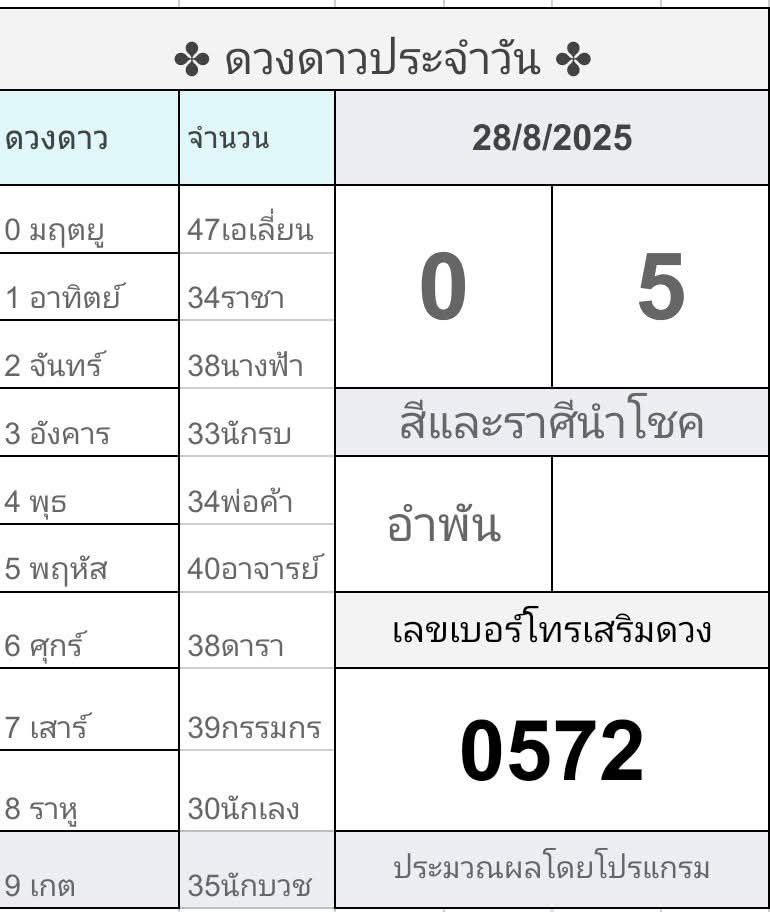 ✤ ดวงดาวประจำวัน ✤
ดวงดาว จำนวน 28/8/2025
0 มฤตยู 47เอเลี่ยน
1 อาทิตย์ 34ราชา
0 5
2 จันทร์ 38นางฟ้า
3 อังคาร 33นักรบ
สีและราศีนำโชค
4 พุธ 34พ่อค้า
อำพัน
5 พฤหัส 40อาจารย์
6 ศุกร์ 38ดารา
เลขเบอร์โทรเสริมดวง
7 เสาร์ 39กรรมกร
0572
8 ราหู 30นักเลง
9 เกต 35นักบวช
ประมวณผลโดยโปรแกรม